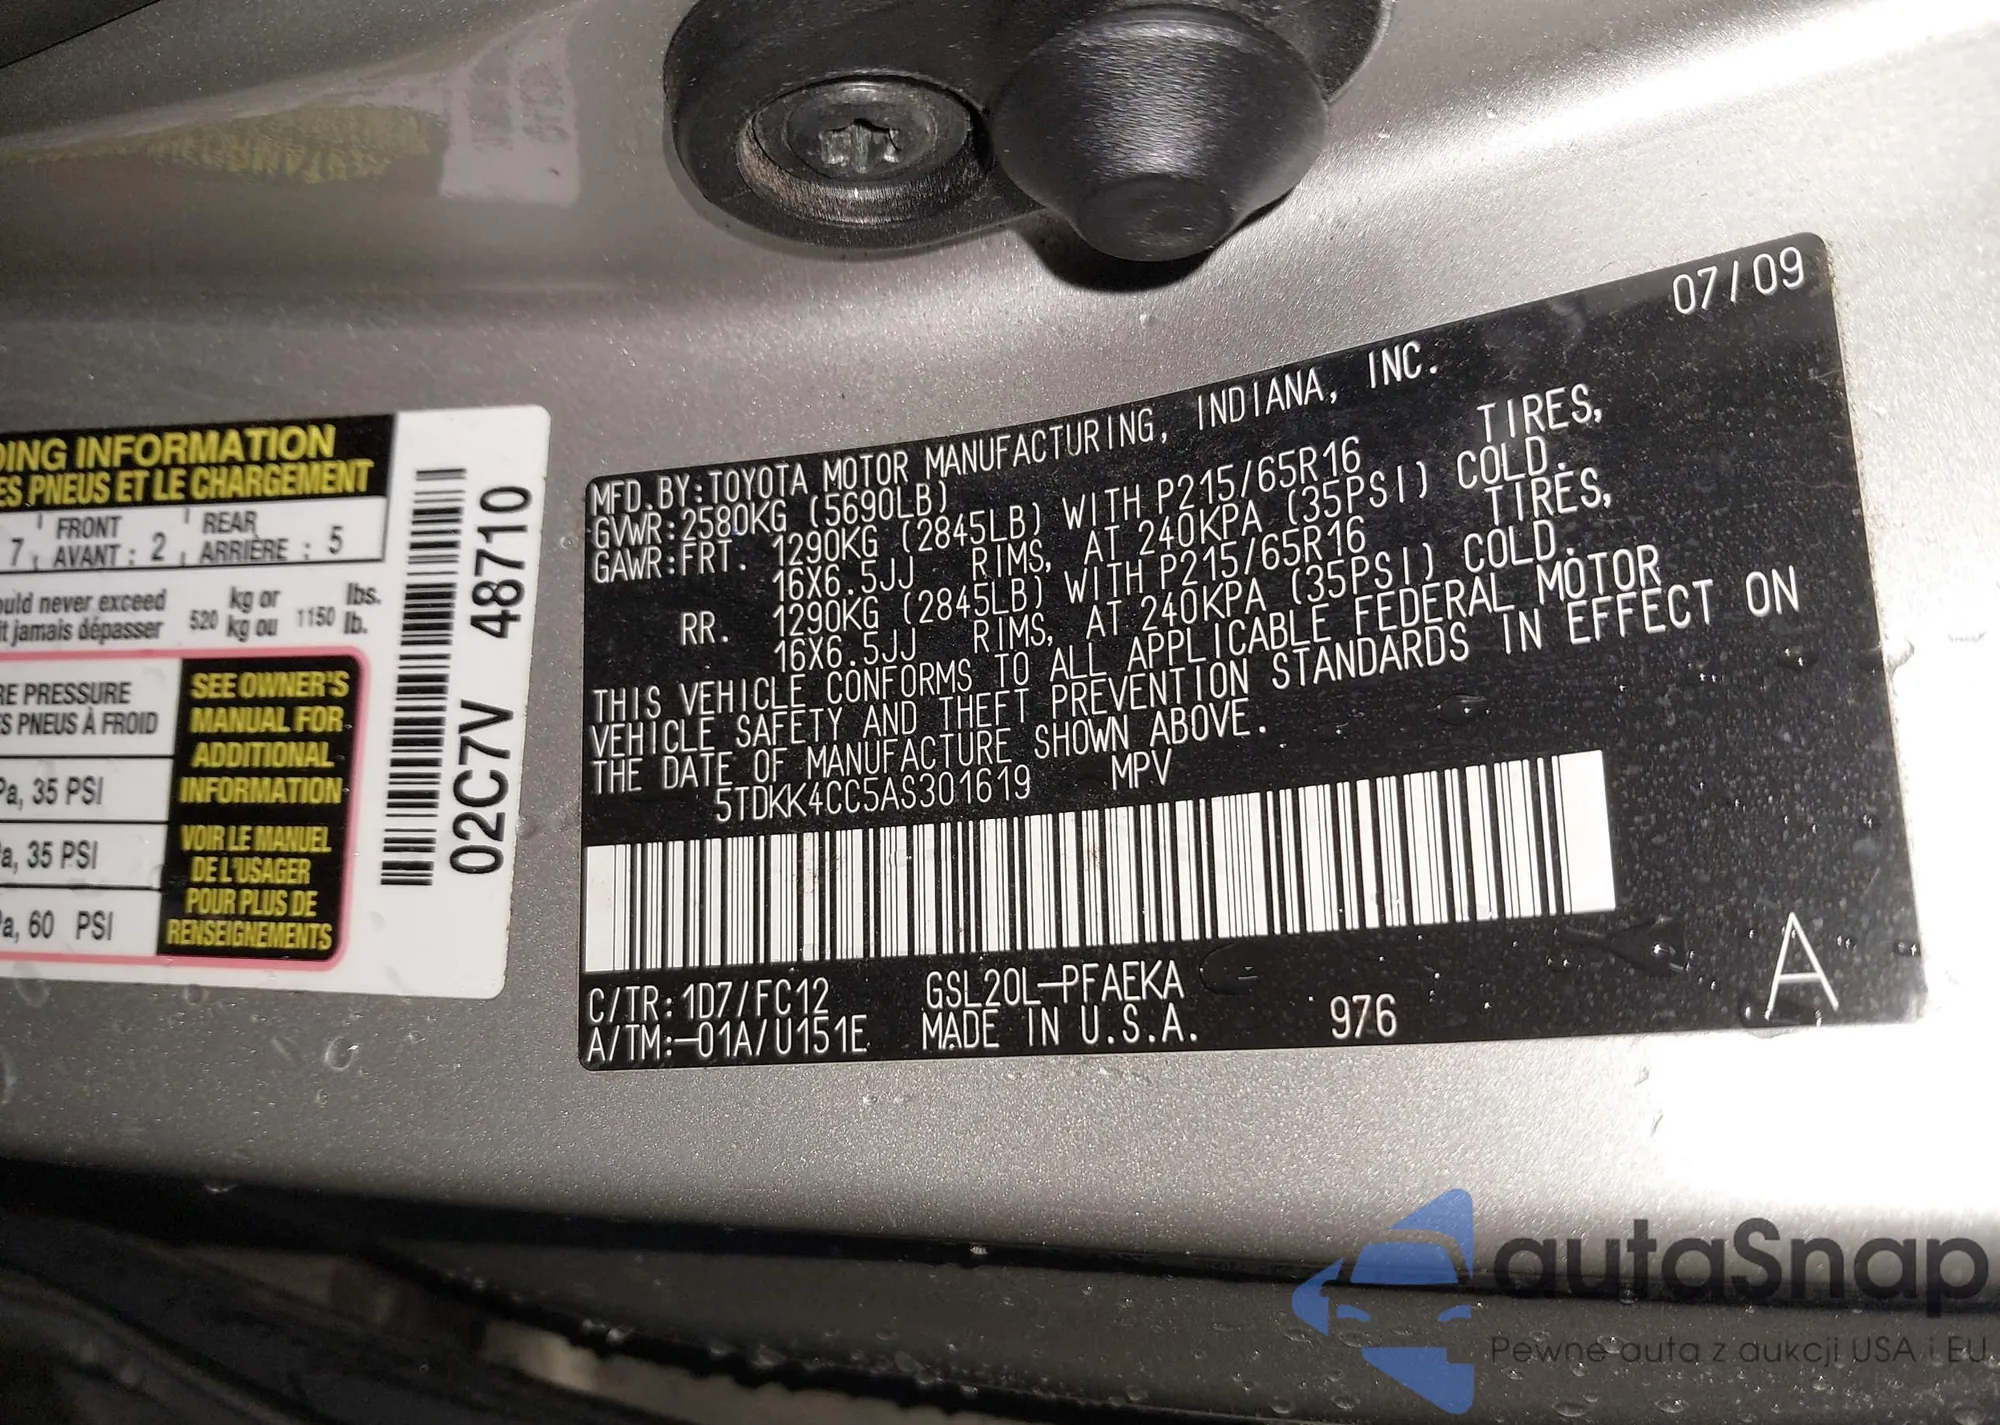 DING INFORMATION
ES PNEUS ET LE CHARGEMENT
7 FRONT AVANT : 2 REAR ARRIÈRE : 5
ould never exceed 520 kg or 1150 lbs.
it jamais dépasser kg ou lb.
RE PRESSURE
S PNEUS À FROID
Pa, 35 PSI
a, 35 PSI
a, 60 PSI
SEE OWNER'S
MANUAL FOR
ADDITIONAL
INFORMATION
VOIR LE MANUEL
DE L'USAGER
POUR PLUS DE
RENSEIGNEMENTS
02C7V 48710
07/09
MFD.BY:TOYOTA MOTOR MANUFACTURING, INDIANA, INC.
GVWR:2580KG (5690LB)
GAWR:FRT. 1290KG (2845LB) WITH P215/65R16 TIRES,
16X6.5JJ RIMS, AT 240KPA (35PSI) COLD.
RR. 1290KG (2845LB) WITH P215/65R16 TIRES,
16X6.5JJ RIMS, AT 240KPA (35PSI) COLD.
THIS VEHICLE CONFORMS TO ALL APPLICABLE FEDERAL MOTOR
VEHICLE SAFETY AND THEFT PREVENTION STANDARDS IN EFFECT ON
THE DATE OF MANUFACTURE SHOWN ABOVE.
5TDKK4CC5AS301619 MPV
C/TR:1D7/FC12 GSL20L-PFAEKA
A/TM:-01A/U151E MADE IN U.S.A. 976
A
autaSnap
Pewne auta z aukcji USA i EU